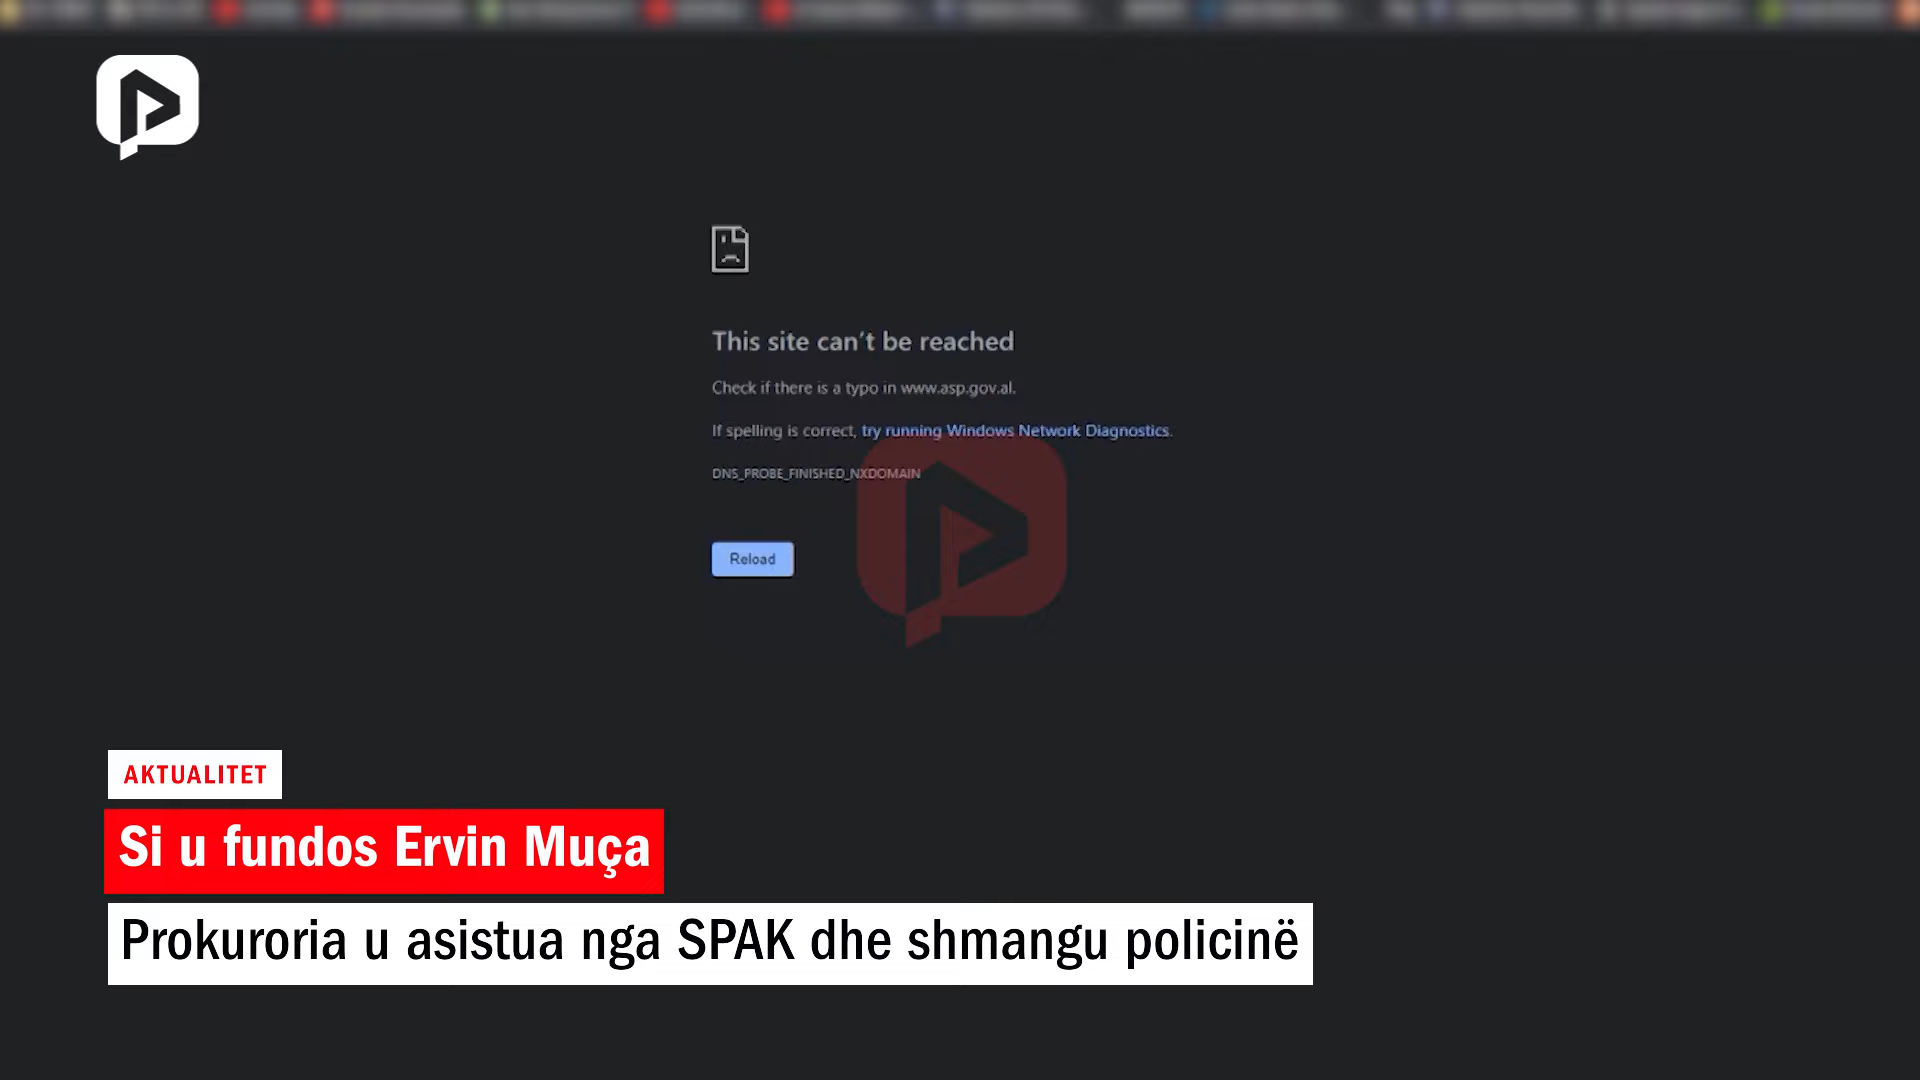 This site can't be reached
Check if there is a typo in www.asp.gov.al.
If spelling is correct, try running Windows Network Diagnostics.
DNS_PROBE_FINISHED_NXDOMAIN
Reload
AKTUALITET
Si u fundos Ervin Muça
Prokuroria u asistua nga SPAK dhe shmangu policinë